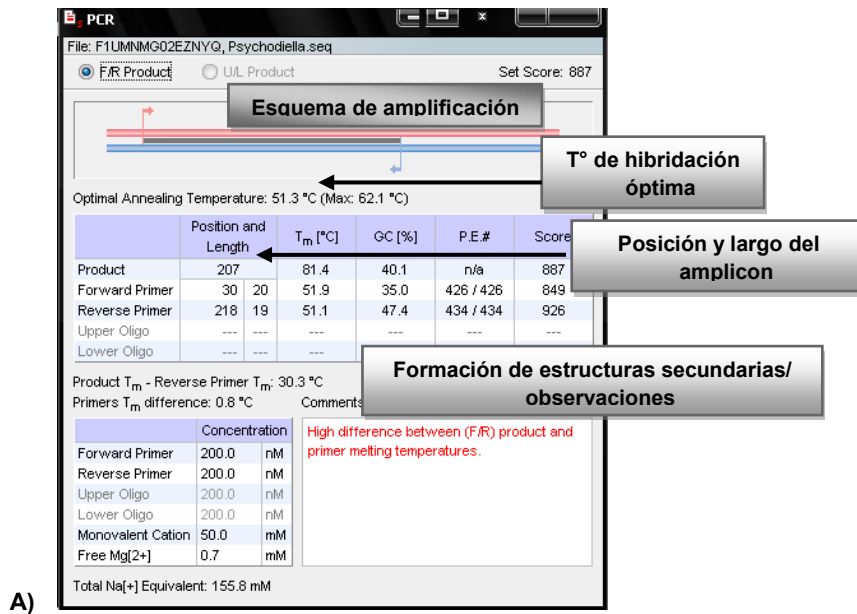 PCR
File: F1UMNMG02EZNYQ, Psychodiella.seq
F/R Product U/L Product Set Score: 887
Esquema de amplificación
T° de hibridación
óptima
Optimal Annealing Temperature: 51.3 °C (Max: 62.1 °C)
Position and
Length Tm [°C] GC [%] P.E.# Score
Posición y largo del
amplicon
Product 207 81.4 40.1 n/a 887
Forward Primer 30 20 51.9 35.0 426 / 426 849
Reverse Primer 218 19 51.1 47.4 434 / 434 926
Upper Oligo --- --- --- --- --- ---
Lower Oligo --- --- ---
Formación de estructuras secundarias/
observaciones
Product Tm - Reverse Primer Tm: 30.3 °C
Primers Tm difference: 0.8 °C Comments
Concentration
High difference between (F/R) product and
primer melting temperatures.
Forward Primer 200.0 nM
Reverse Primer 200.0 nM
Upper Oligo 200.0 nM
Lower Oligo 200.0 nM
Monovalent Cation 50.0 mM
Free Mg[2+] 0.7 mM
Total Na[+] Equivalent: 155.8 mM
A)